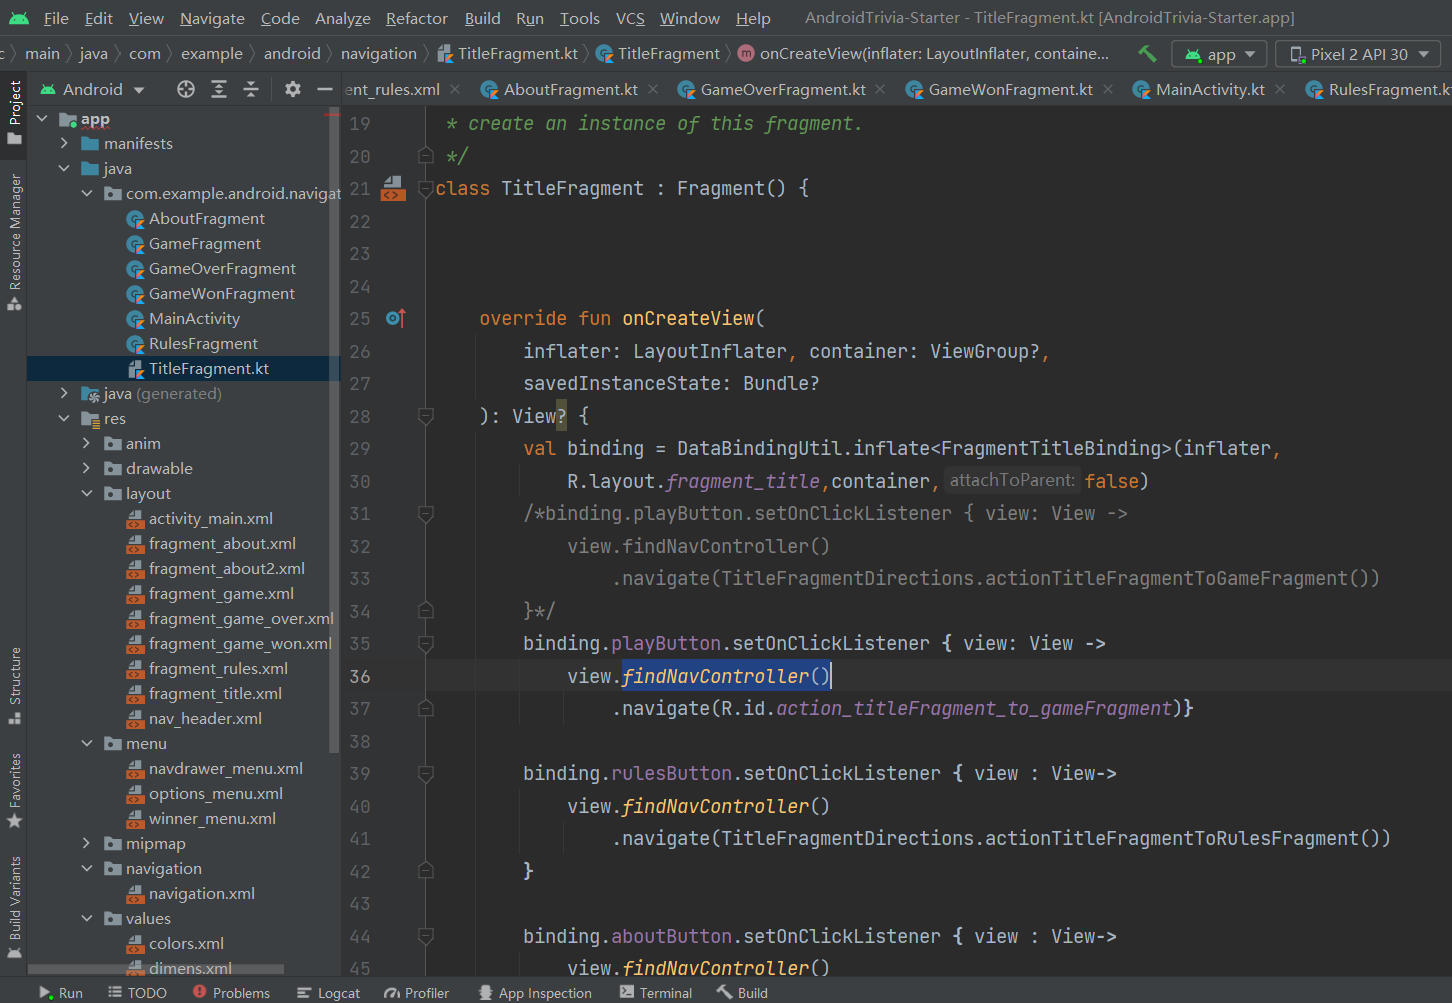 File Edit View Navigate Code Analyze Refactor Build Run Tools VCS Window Help AndroidTrivia-Starter - TitleFragment.kt [AndroidTrivia-Starter.app]
c main java com example android navigation TitleFragment.kt TitleFragment m onCreateView(inflater: LayoutInflater, containe... app Pixel 2 API 30
Android ent_rules.xml AboutFragment.kt GameOverFragment.kt GameWonFragment.kt MainActivity.kt RulesFragment.kt
Project
Resource Manager
Structure
Favorites
Build Variants
app
manifests
java
com.example.android.navigat
AboutFragment
GameFragment
GameOverFragment
GameWonFragment
MainActivity
RulesFragment
TitleFragment.kt
java (generated)
res
anim
drawable
layout
activity_main.xml
fragment_about.xml
fragment_about2.xml
fragment_game.xml
fragment_game_over.xml
fragment_game_won.xml
fragment_rules.xml
fragment_title.xml
nav_header.xml
menu
navdrawer_menu.xml
options_menu.xml
winner_menu.xml
mipmap
navigation
navigation.xml
values
colors.xml
dimens.xml
19 * create an instance of this fragment.
20 */
21 class TitleFragment : Fragment() {
22
23
24
25 override fun onCreateView(
26 inflater: LayoutInflater, container: ViewGroup?,
27 savedInstanceState: Bundle?
28 ): View? {
29 val binding = DataBindingUtil.inflate<FragmentTitleBinding>(inflater,
30 R.layout.fragment_title,container, attachToParent: false)
31 /*binding.playButton.setOnClickListener { view: View ->
32 view.findNavController()
33 .navigate(TitleFragmentDirections.actionTitleFragmentToGameFragment())
34 }*/
35 binding.playButton.setOnClickListener { view: View ->
36 view.findNavController()
37 .navigate(R.id.action_titleFragment_to_gameFragment)}
38
39 binding.rulesButton.setOnClickListener { view : View->
40 view.findNavController()
41 .navigate(TitleFragmentDirections.actionTitleFragmentToRulesFragment())
42 }
43
44 binding.aboutButton.setOnClickListener { view : View->
45 view.findNavController()
Run TODO Problems Logcat Profiler App Inspection Terminal Build